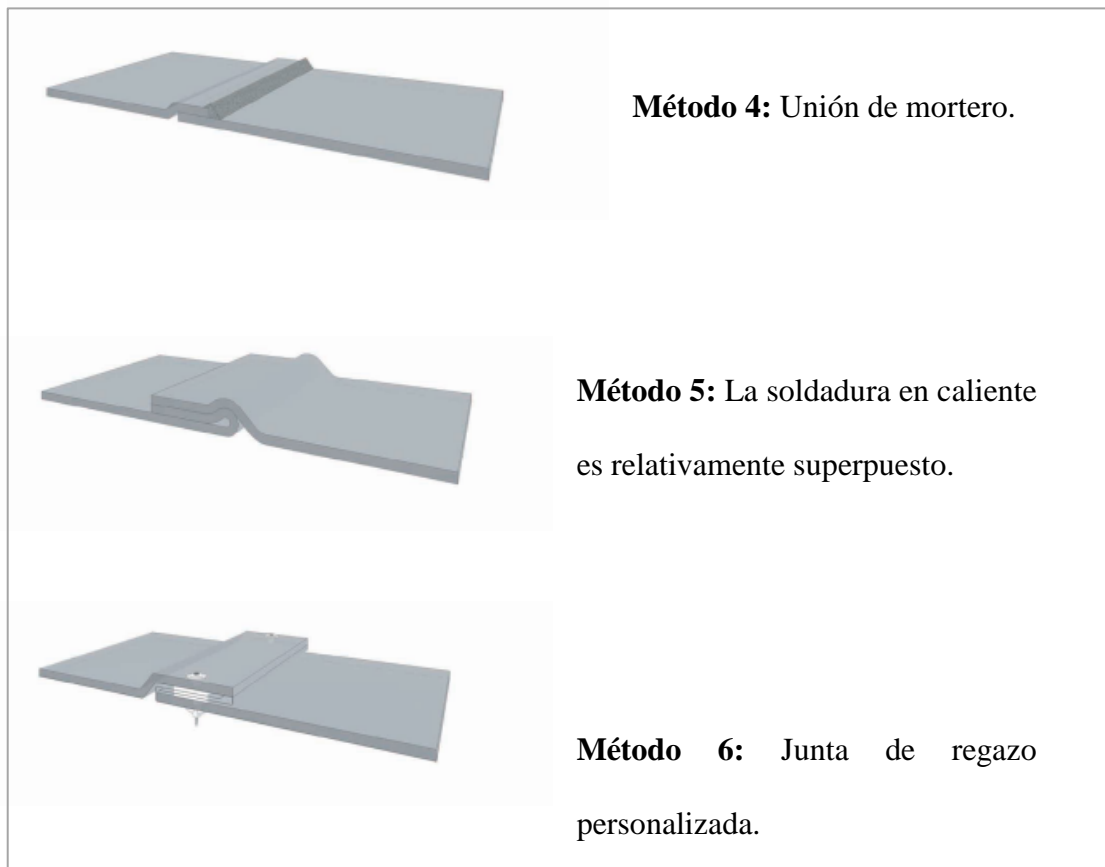 Método 4: Unión de mortero.
Método 5: La soldadura en caliente
es relativamente superpuesto.
Método 6: Junta de regazo
personalizada.